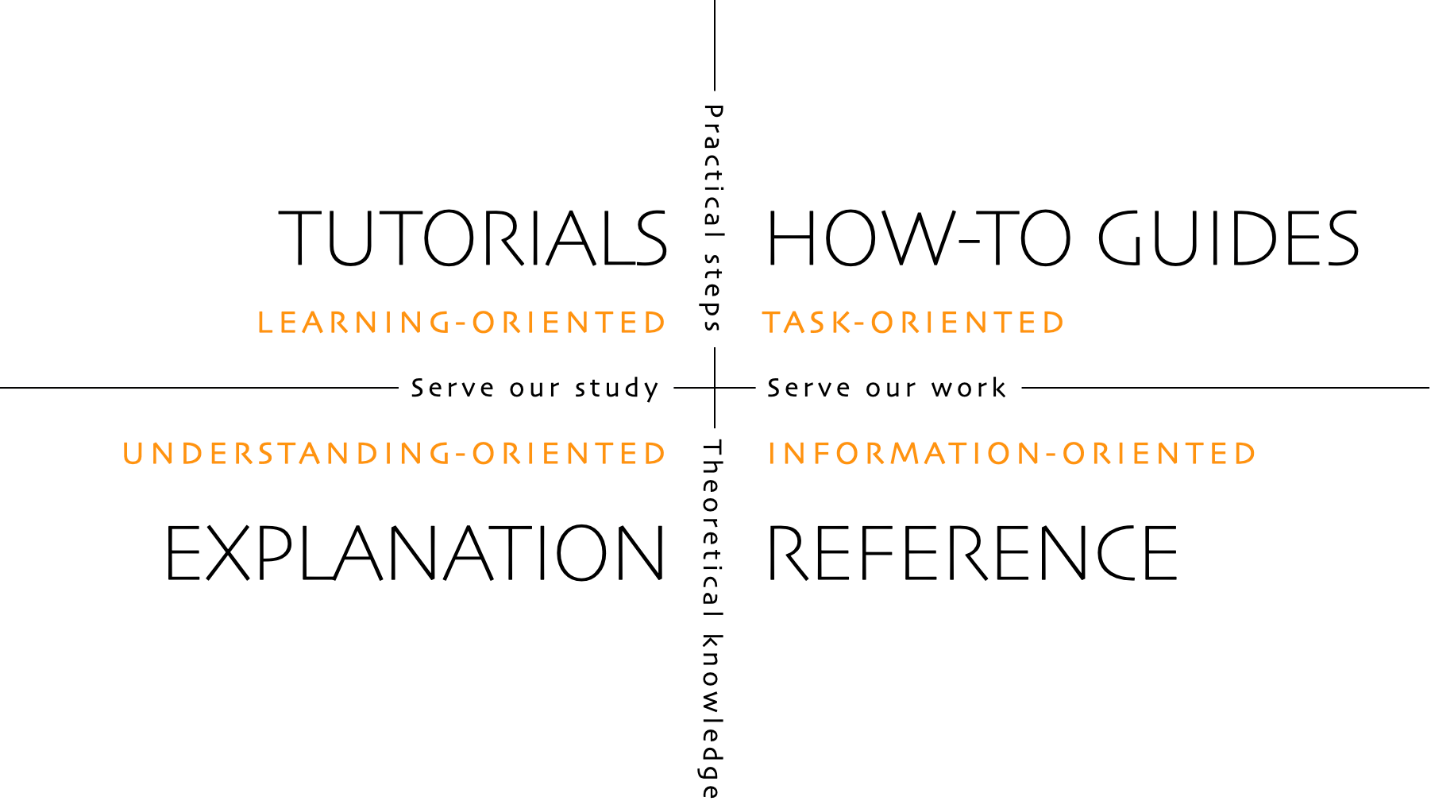 Practical steps
TUTORIALS
LEARNING-ORIENTED
HOW-TO GUIDES
TASK-ORIENTED
Serve our study
Serve our work
UNDERSTANDING-ORIENTED
EXPLANATION
INFORMATION-ORIENTED
REFERENCE
Theoretical knowledge